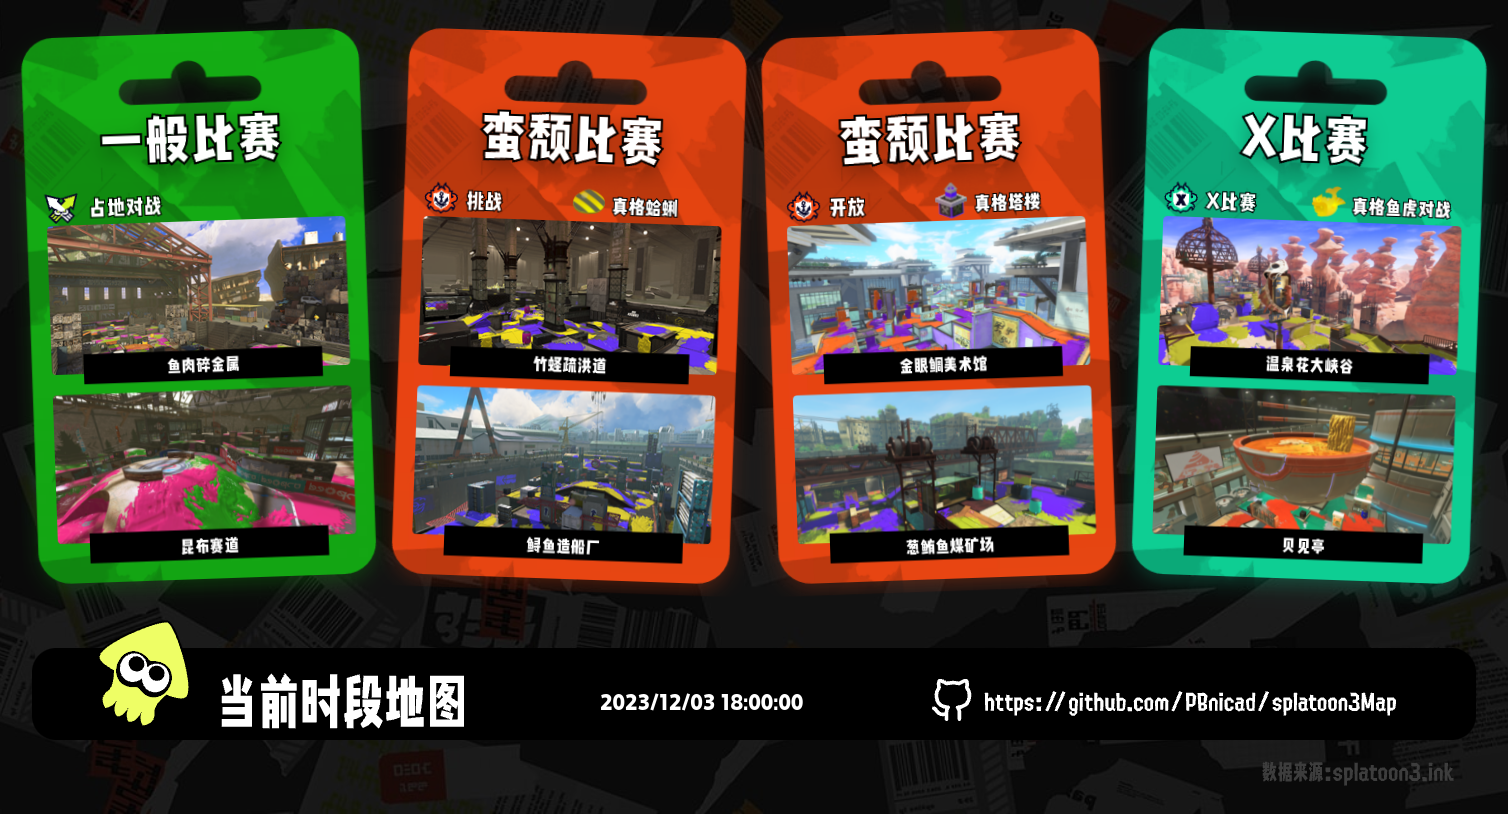 一般比赛
占地对战
鱼肉碎金属
昆布赛道
蛮颓比赛
挑战
真格蛤蜊
竹蛏疏洪道
鲟鱼造船厂
蛮颓比赛
开放
真格塔楼
金眼鲷美术馆
葱鲔鱼煤矿场
X比赛
X比赛
真格鱼虎对战
温泉花大峡谷
贝见亭
当前时段地图
2023/12/03 18:00:00
https://github.com/PBnicad/splatoon3Map
数据来源:splatoon3.ink